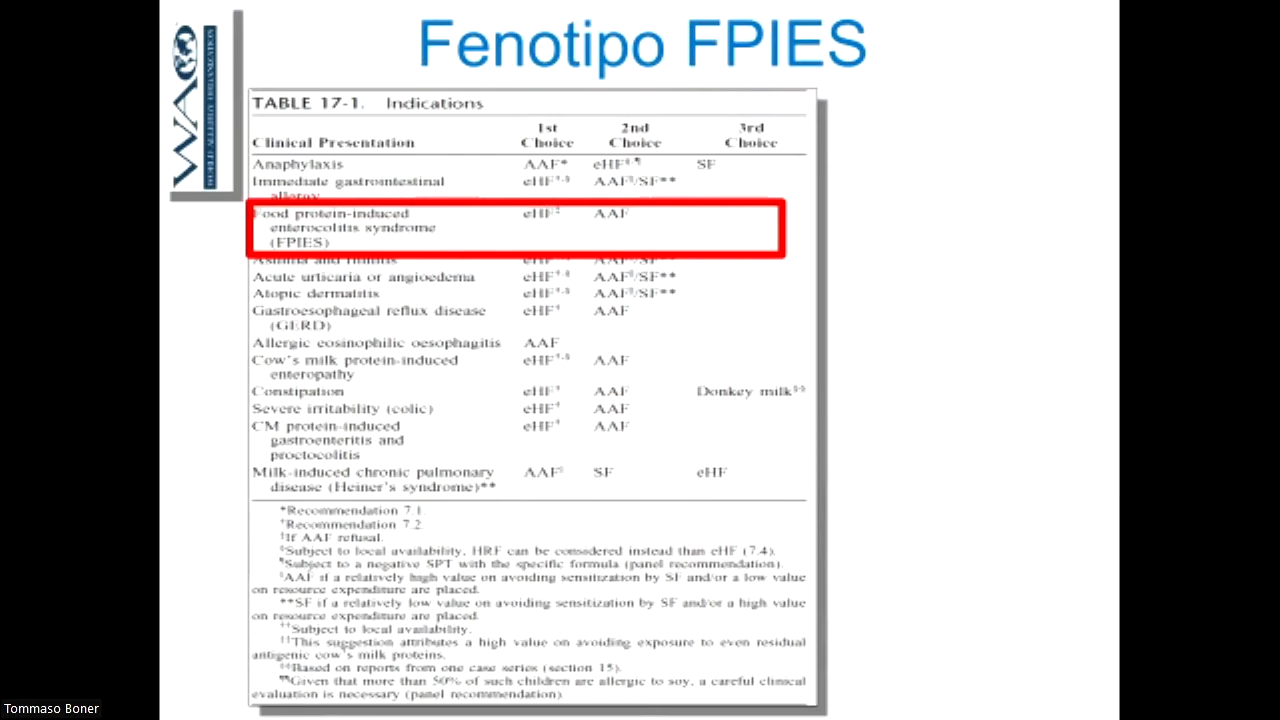 Fenotipo FPIES
WAO
TABLE 17-1. Indications
1st 2nd 3rd
Clinical Presentation Choice Choice Choice
Anaphylaxis AAF* eHF SF
Immediate gastrointestinal eHF AAF/SF**
allergy
Food protein-induced eHF AAF
enterocolitis syndrome
(FPIES)
Asthma and rhinitis
Acute urticaria or angioedema eHF AAF/SF**
Atopic dermatitis eHF AAF/SF**
Gastroesophageal reflux disease eHF AAF
(GERD)
Allergic eosinophilic oesophagitis AAF
Cow's milk protein-induced eHF AAF
enteropathy
Constipation eHF AAF Donkey milk
Severe irritability (colic) eHF AAF
CM protein-induced eHF AAF
gastroenteritis and
proctocolitis
Milk-induced chronic pulmonary AAF SF eHF
disease (Heiner's syndrome)**
*Recommendation 7.1.
†Recommendation 7.2.
‡If AAF refusal.
Subject to local availability, HRF can be considered instead than eHF (7.4).
Subject to a negative SPT with the specific formula (panel recommendation).
AAF if a relatively high value on avoiding sensitization by SF and/or a low value
on resource expenditure are placed.
**SF if a relatively low value on avoiding sensitization by SF and/or a high value
on resource expenditure are placed.
††Subject to local availability.
‡‡This suggestion attributes a high value on avoiding exposure to even residual
antigenic cow's milk proteins.
Based on reports from one case series (section 15).
¶¶Given that more than 50% of such children are allergic to soy, a careful clinical
evaluation is necessary (panel recommendation).
Tommaso Boner